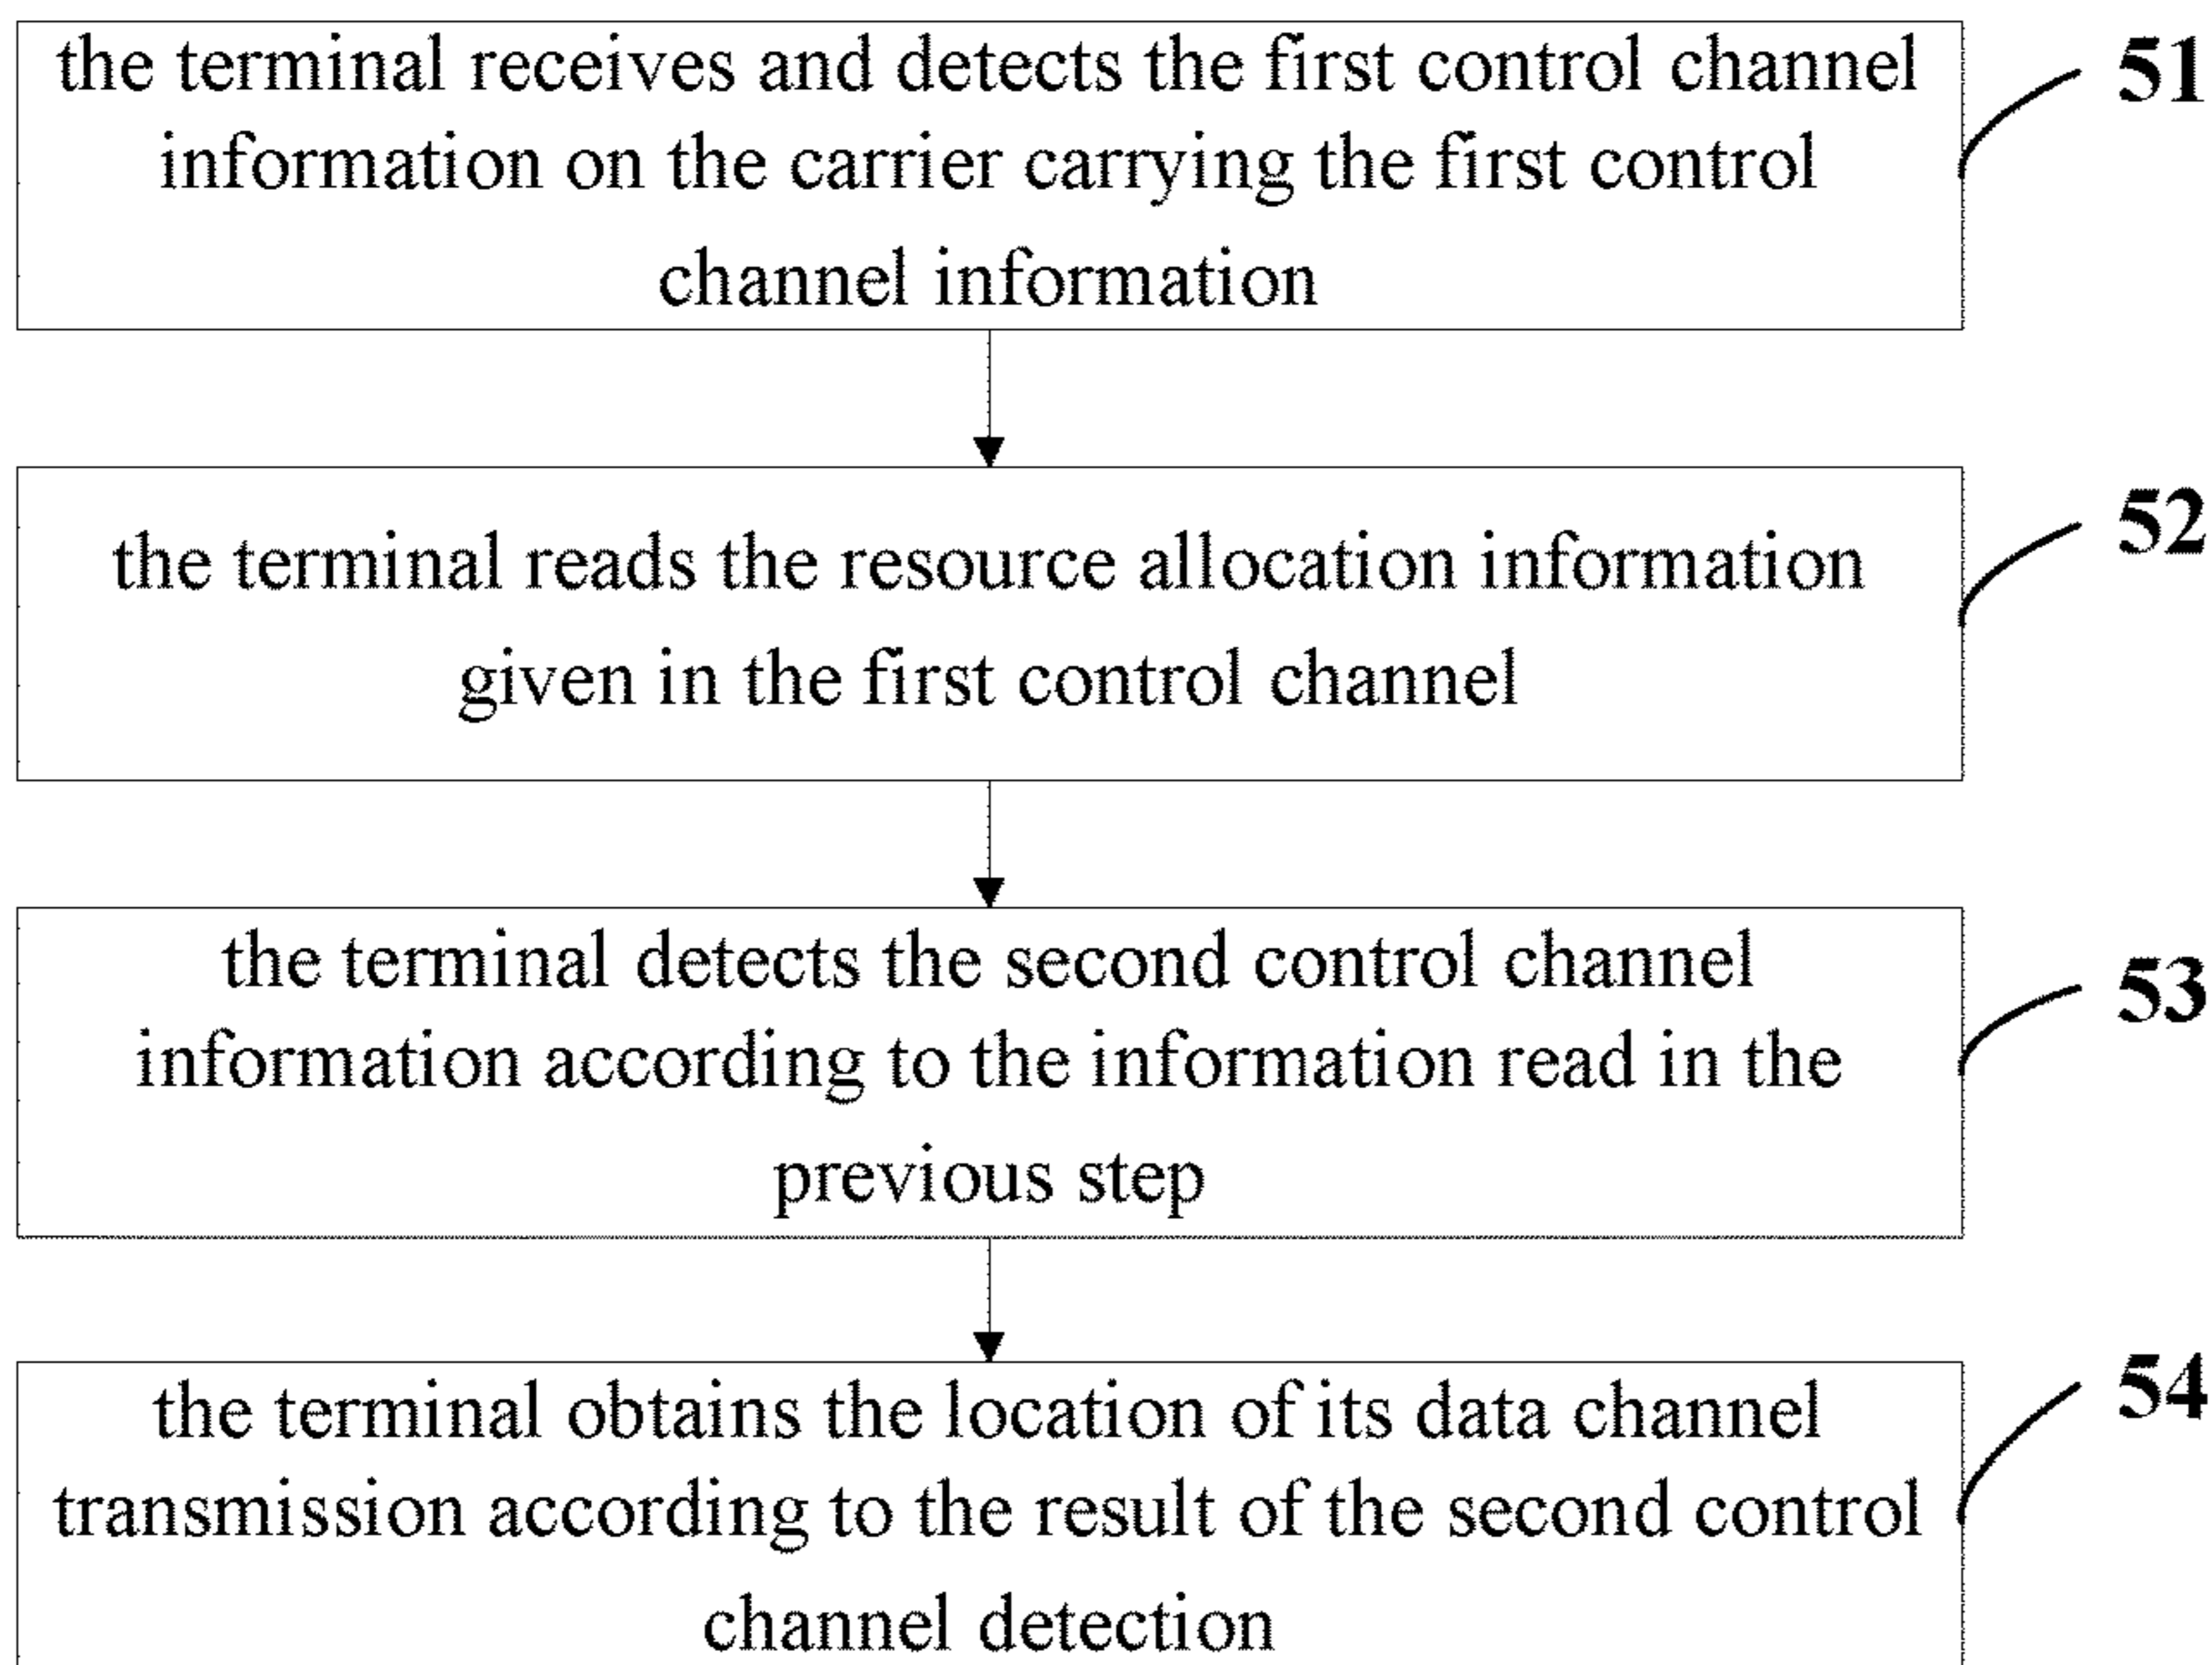 the terminal receives and detects the first control channel
51
information on the carrier carrying the first control
channel information
52
the terminal reads the resource allocation information
given in the first control channel
the terminal detects the second control channel
53
information according to the information read in the
previous step
54
the terminal obtains the location of its data channel
transmission according to the result of the second control
channel detection